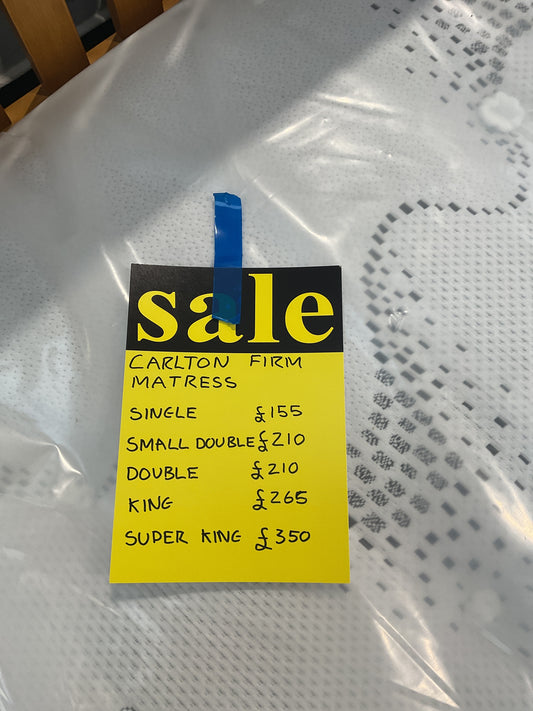 sale
CARLTON FIRM
MATRESS
SINGLE £155
SMALL DOUBLE £210
DOUBLE £210
KING £265
SUPER KING £350